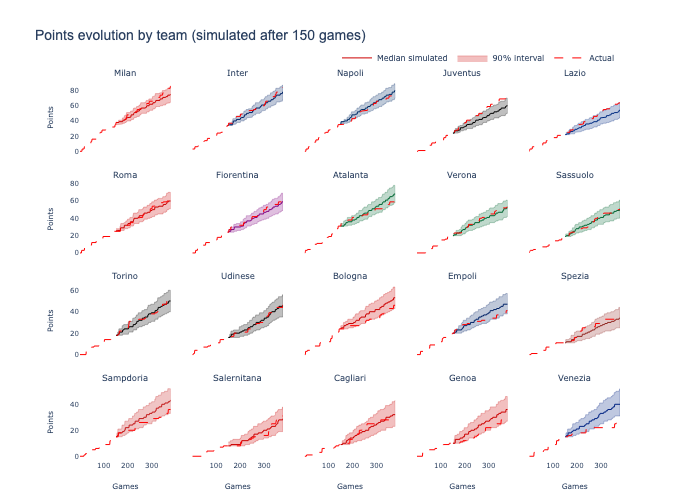 Points evolution by team (simulated after 150 games)
Median simulated 90% interval Actual
Milan Inter Napoli Juventus Lazio
80
60
40
20
0
Points
Roma Fiorentina Atalanta Verona Sassuolo
80
60
40
20
0
Points
Torino Udinese Bologna Empoli Spezia
60
40
20
0
Points
Sampdoria Salernitana Cagliari Genoa Venezia
40
20
0
Points
100 200 300 100 200 300 100 200 300 100 200 300 100 200 300
Games Games Games Games Games